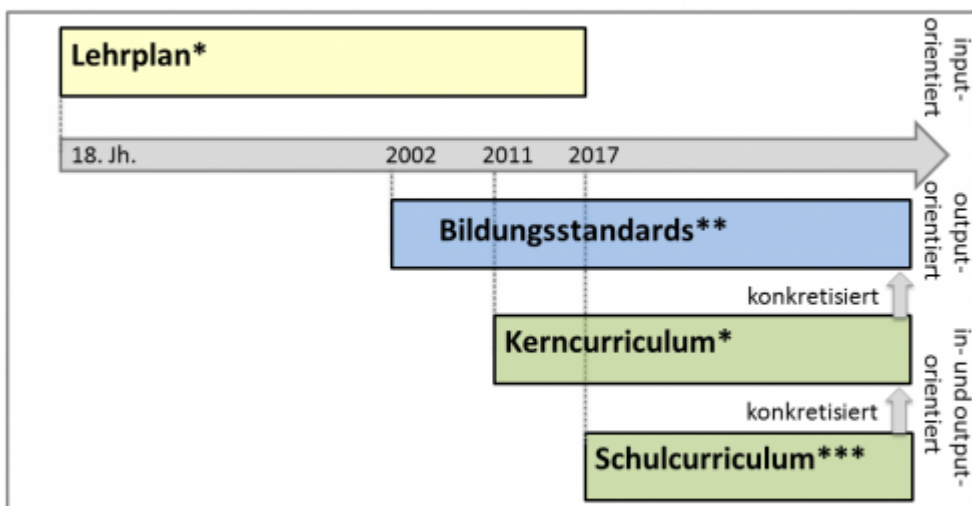 Lehrplan*
input-
orientiert
18. Jh.
2002
2011
2017
Bildungsstandards**
output-
orientiert
konkretisiert
Kerncurriculum*
in- und output-
orientiert
konkretisiert
Schulcurriculum***